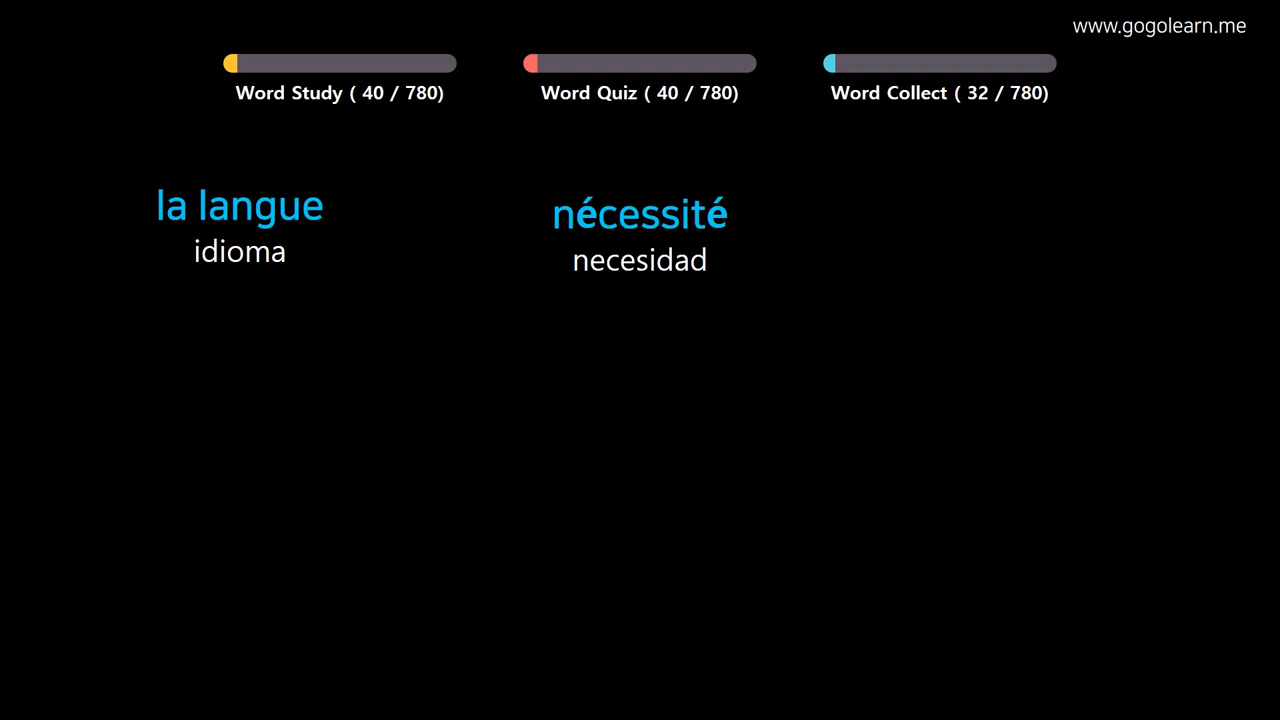 www.gogolearn.me
Word Study ( 40 / 780)
Word Quiz ( 40 / 780)
Word Collect ( 32 / 780)
la langue
idioma
nécessité
necesidad